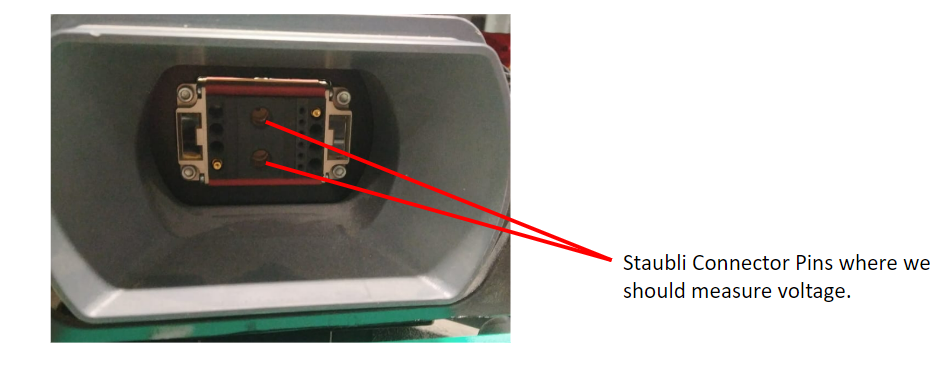 Staubli Connector Pins where we
should measure voltage.